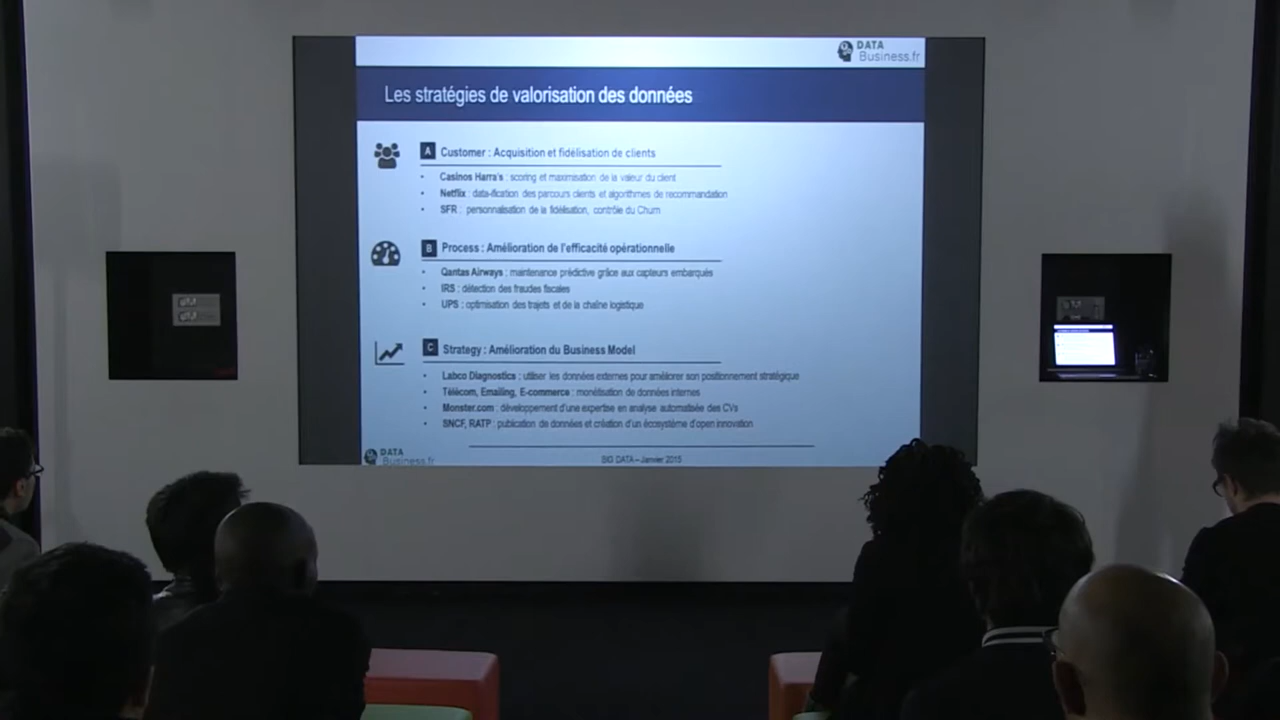 DATA
Business.fr
Les stratégies de valorisation des données
A Customer : Acquisition et fidélisation de clients
• Casinos Harra's : scoring et maximisation de la valeur du client
• Netflix : data-ification des parcours clients et algorithmes de recommandation
• SFR : personnalisation de la fidélisation, contrôle du Churn
B Process : Amélioration de l'efficacité opérationnelle
• Qantas Airways : maintenance prédictive grâce aux capteurs embarqués
• IRS : détection des fraudes fiscales
• UPS : optimisation des trajets et de la chaîne logistique
C Strategy : Amélioration du Business Model
• Labco Diagnostics : utiliser les données externes pour améliorer son positionnement stratégique
• Télécom, Emailing, E-commerce : monétisation de données internes
• Monster.com : développement d'une expertise en analyse automatisée des CVs
• SNCF, RATP : publication de données et création d'un écosystème d'open innovation
DATA
Business.fr
BIG DATA – Janvier 2015